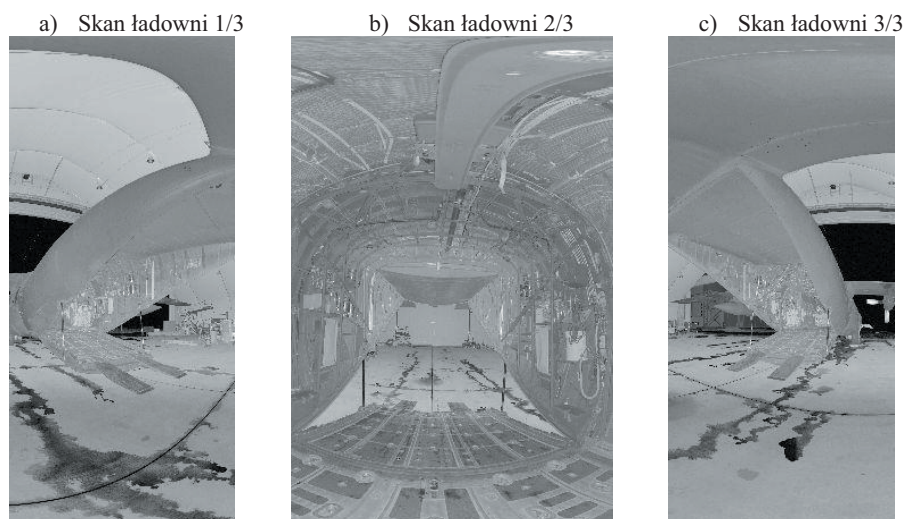 a) Skan ładowni 1/3
b) Skan ładowni 2/3
c) Skan ładowni 3/3